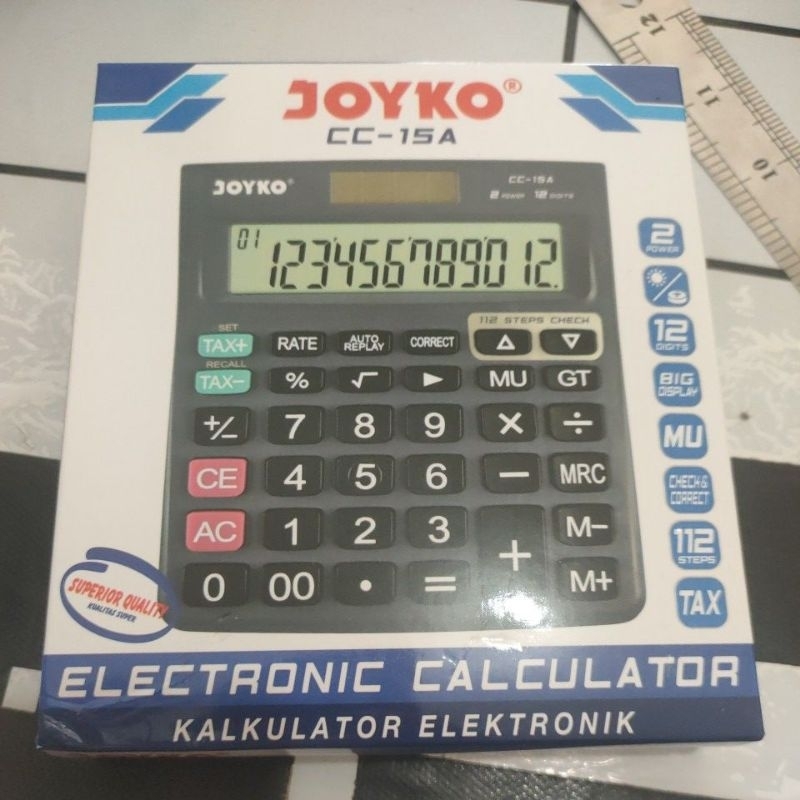 JOYKO®
CC-15A
JOYKO®
CC-15A
2 POWER 12 DIGITS
01
123456789012.
112 STEPS CHECK
SET
TAX+ RATE AUTO REPLAY CORRECT △ ▽
RECALL
TAX− % √ ▶ MU GT
+/− 7 8 9 × ÷
CE 4 5 6 − MRC
AC 1 2 3 + M−
0 00 . = M+
2
POWER
12
DIGITS
BIG
DISPLAY
MU
CHECK&
CORRECT
112
STEPS
TAX
SUPERIOR QUALITY
KUALITAS SUPER
ELECTRONIC CALCULATOR
KALKULATOR ELEKTRONIK
12
11
10